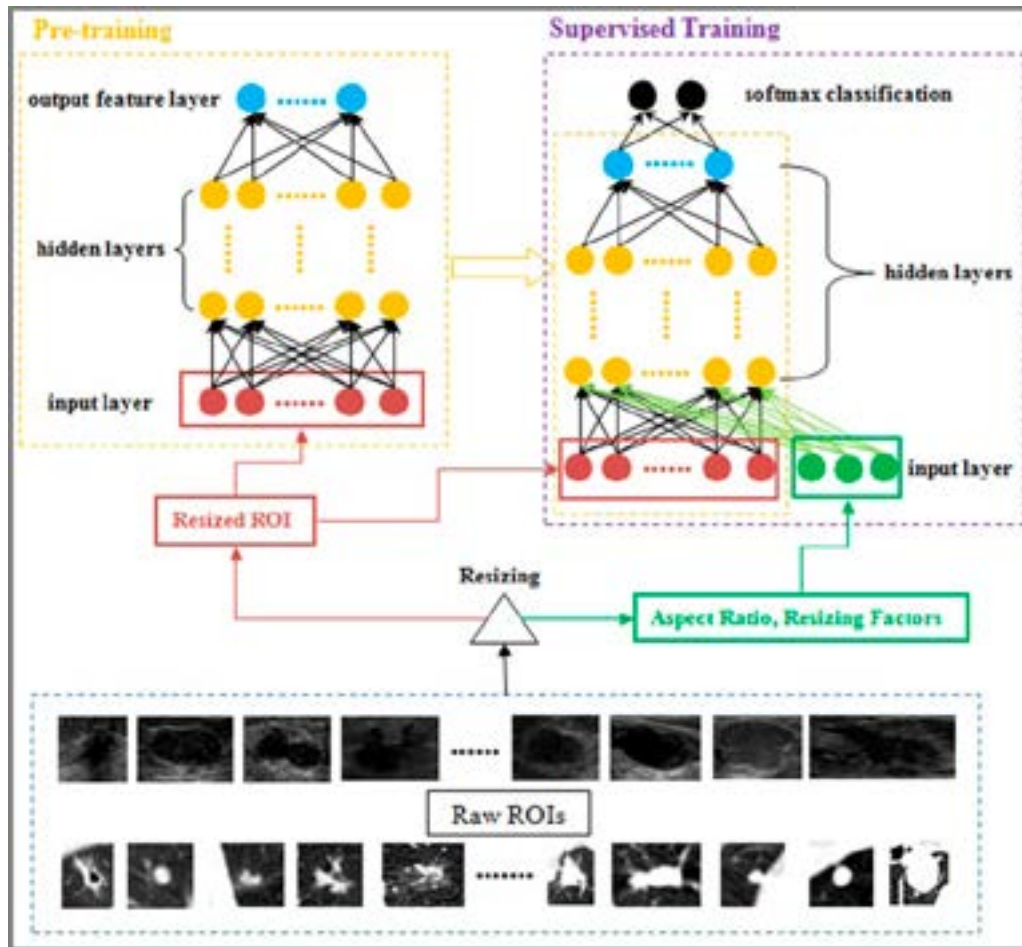 Pre-training
Supervised Training
output feature layer
softmax classification
hidden layers
hidden layers
input layer
input layer
Resized ROI
Resizing
Aspect Ratio, Resizing Factors
Raw ROIs